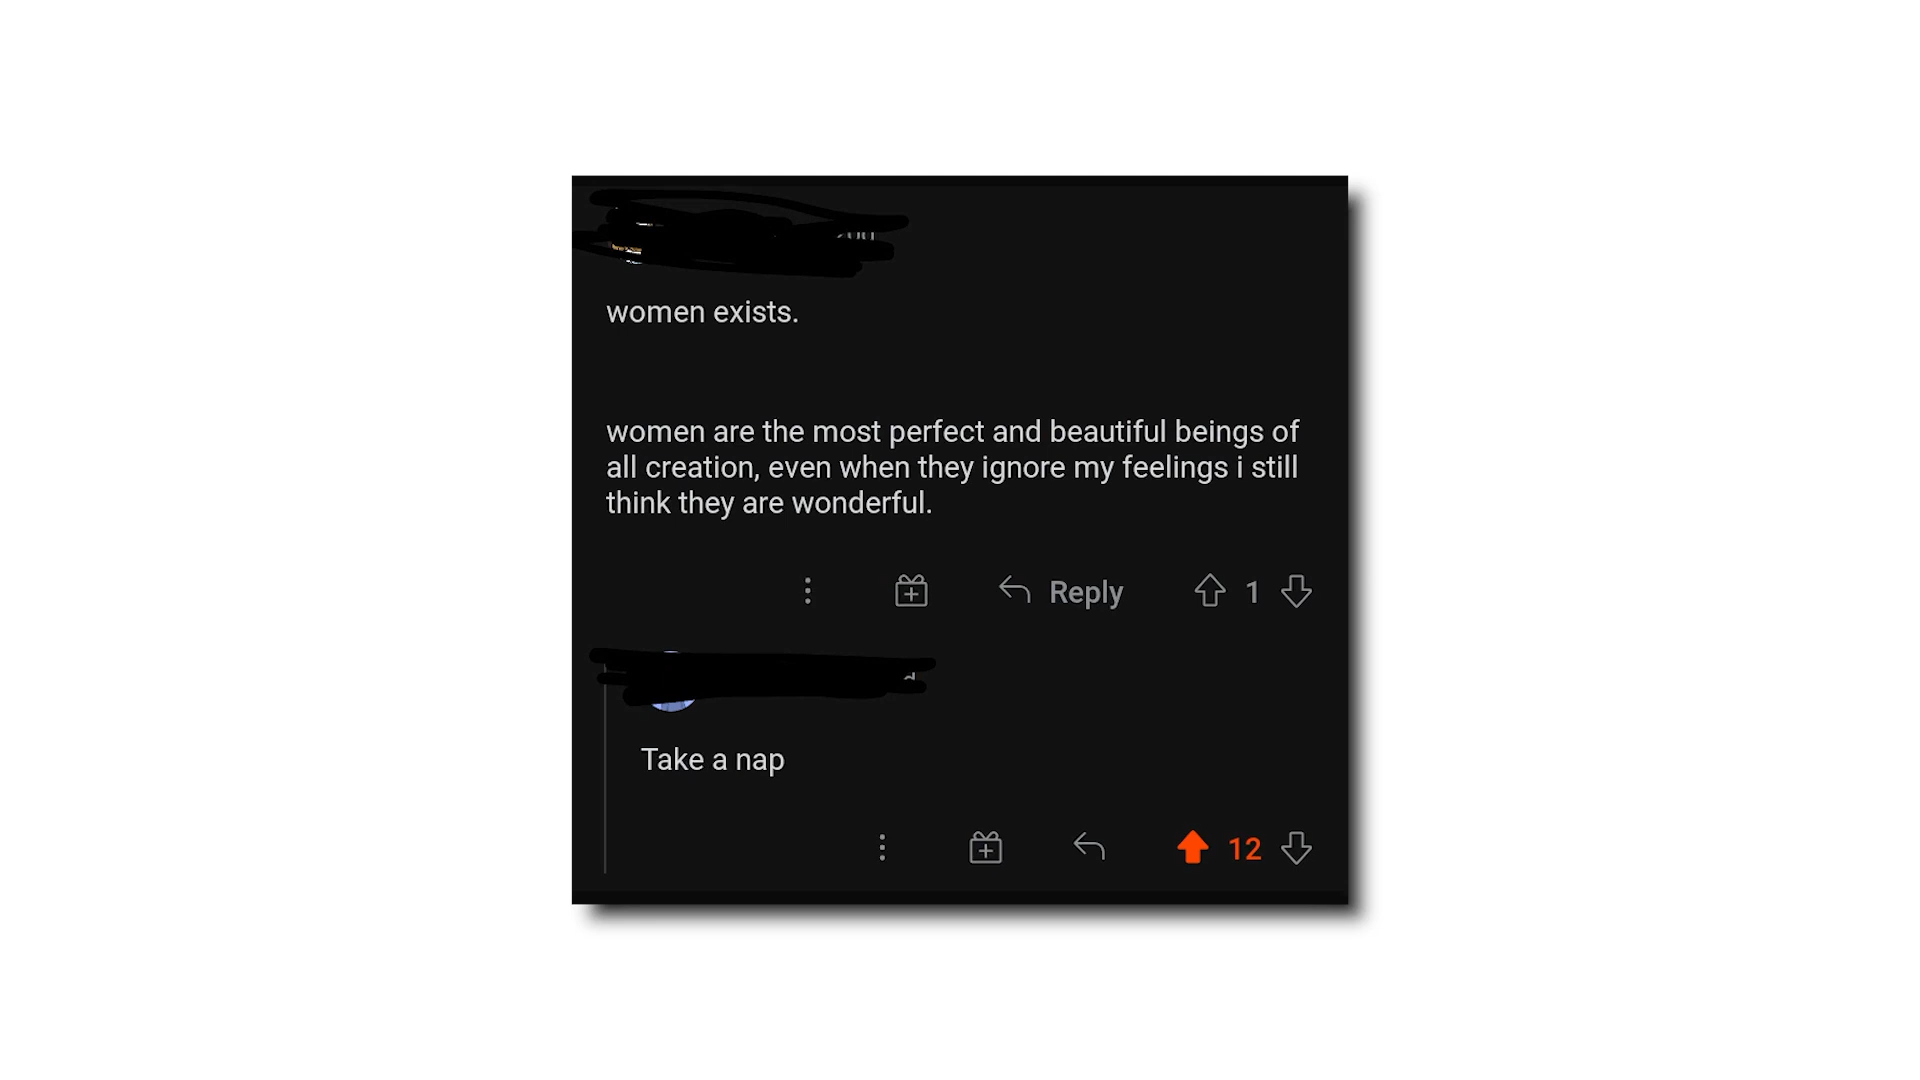 women exists.
women are the most perfect and beautiful beings of
all creation, even when they ignore my feelings i still
think they are wonderful.
Reply 1
Take a nap
12